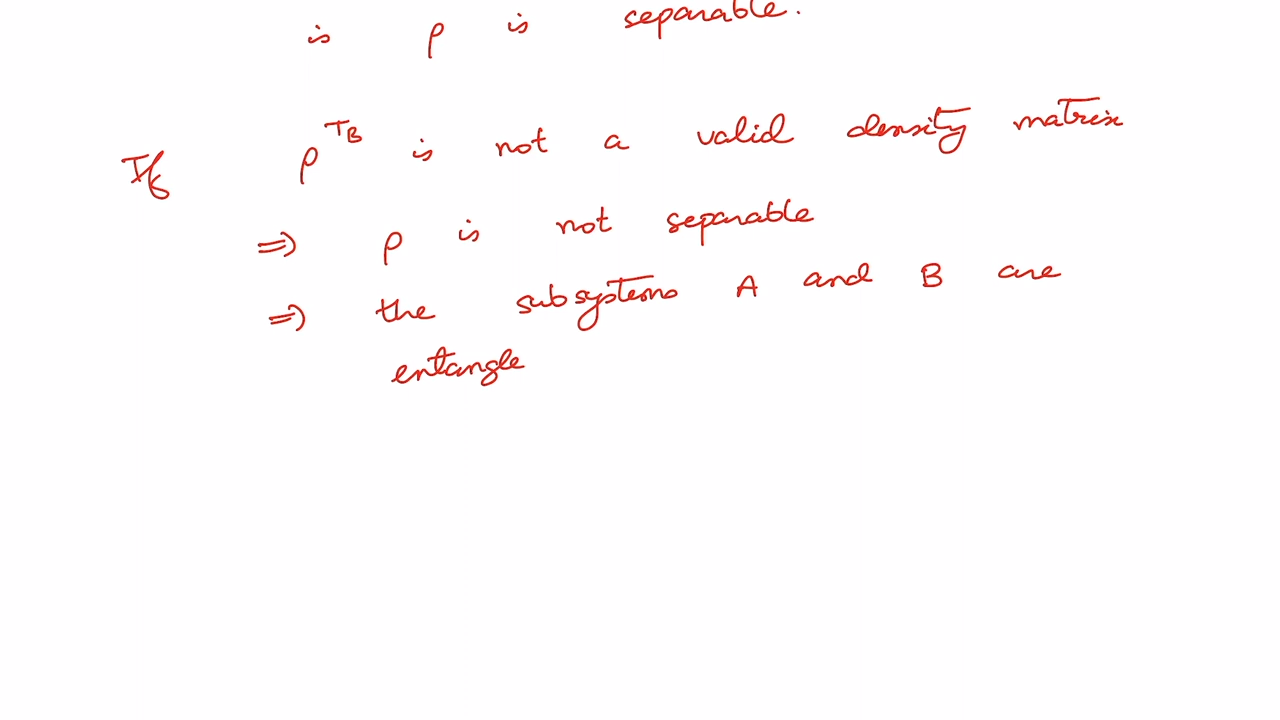 is ρ is separable.
If ρ^{T_B} is not a valid density matrix
⇒ ρ is not separable
⇒ the subsystems A and B are
entangle